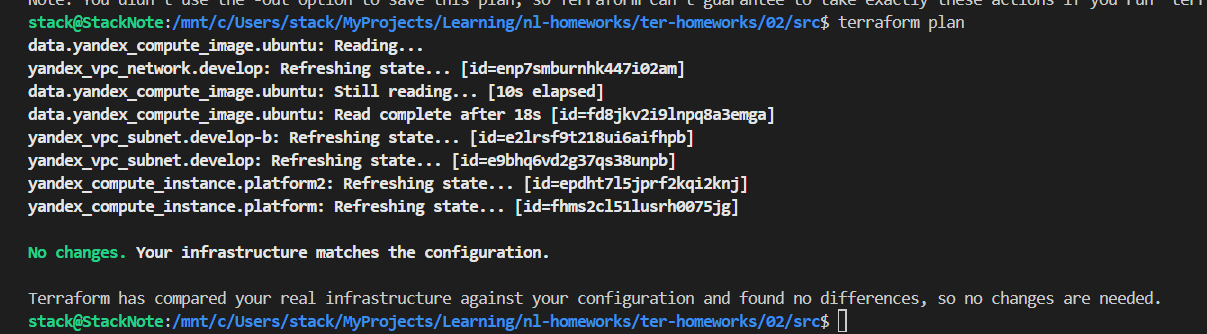 Note: You didn't use the -out option to save this plan, so Terraform can't guarantee to take exactly these actions if you run "terr
stack@StackNote:/mnt/c/Users/stack/MyProjects/Learning/nl-homeworks/ter-homeworks/02/src$ terraform plan
data.yandex_compute_image.ubuntu: Reading...
yandex_vpc_network.develop: Refreshing state... [id=enp7smburnhk447i02am]
data.yandex_compute_image.ubuntu: Still reading... [10s elapsed]
data.yandex_compute_image.ubuntu: Read complete after 18s [id=fd8jkv2i9lnpq8a3emga]
yandex_vpc_subnet.develop-b: Refreshing state... [id=e2lrsf9t218ui6aifhpb]
yandex_vpc_subnet.develop: Refreshing state... [id=e9bhq6vd2g37qs38unpb]
yandex_compute_instance.platform2: Refreshing state... [id=epdht7l5jprf2kqi2knj]
yandex_compute_instance.platform: Refreshing state... [id=fhms2cl51lusrh0075jg]
No changes. Your infrastructure matches the configuration.
Terraform has compared your real infrastructure against your configuration and found no differences, so no changes are needed.
stack@StackNote:/mnt/c/Users/stack/MyProjects/Learning/nl-homeworks/ter-homeworks/02/src$